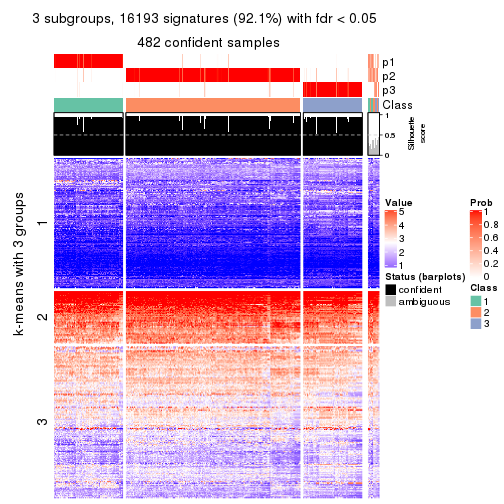 3 subgroups, 16193 signatures (92.1%) with fdr < 0.05
482 confident samples
p1
p2
p3
Class
1
0.5
0
Silhouette
score
k-means with 3 groups
1
2
3
Value
5
4
3
2
1
Status (barplots)
confident
ambiguous
Prob
1
0.8
0.6
0.4
0.2
0
Class
1
2
3